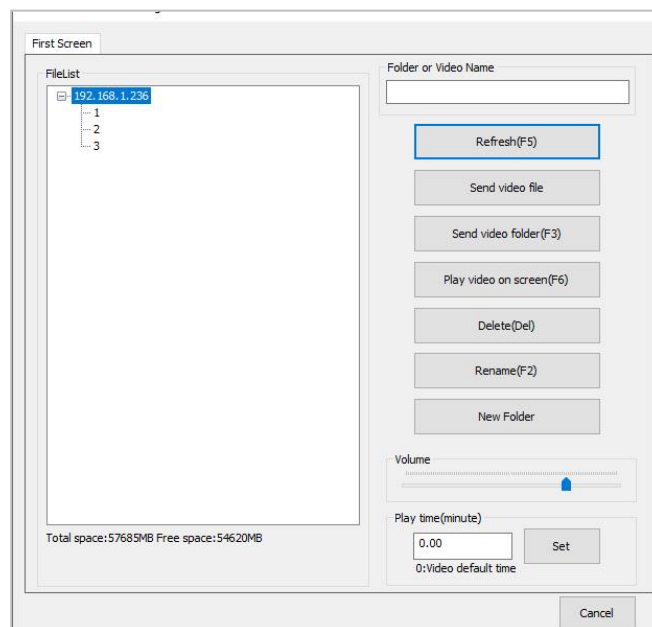 First Screen
FileList
192.168.1.236
1
2
3
Total space:57685MB Free space:54620MB
Folder or Video Name
Refresh(F5)
Send video file
Send video folder(F3)
Play video on screen(F6)
Delete(Del)
Rename(F2)
New Folder
Volume
Play time(minute)
0.00
Set
0:Video default time
Cancel